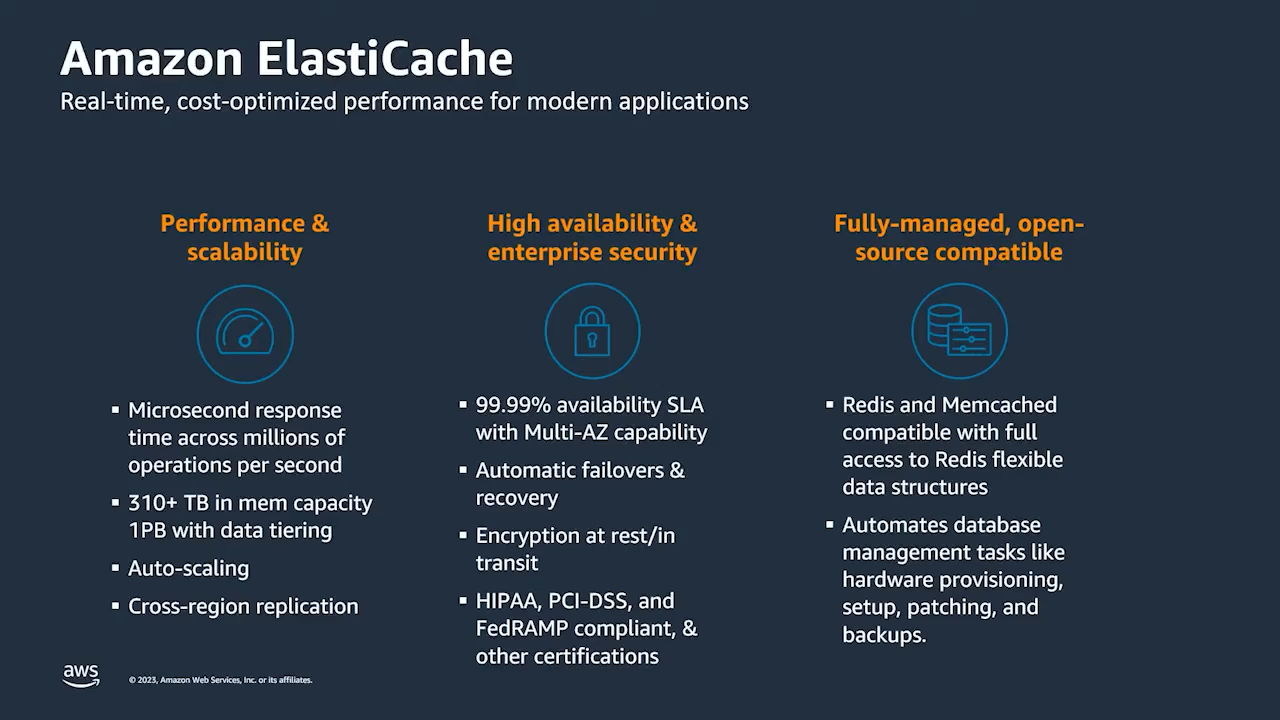 Amazon ElastiCache
Real-time, cost-optimized performance for modern applications
Performance &
scalability
▪ Microsecond response
time across millions of
operations per second
▪ 310+ TB in mem capacity
1PB with data tiering
▪ Auto-scaling
▪ Cross-region replication
High availability &
enterprise security
▪ 99.99% availability SLA
with Multi-AZ capability
▪ Automatic failovers &
recovery
▪ Encryption at rest/in
transit
▪ HIPAA, PCI-DSS, and
FedRAMP compliant, &
other certifications
Fully-managed, open-
source compatible
▪ Redis and Memcached
compatible with full
access to Redis flexible
data structures
▪ Automates database
management tasks like
hardware provisioning,
setup, patching, and
backups.
aws
© 2023, Amazon Web Services, Inc. or its affiliates.